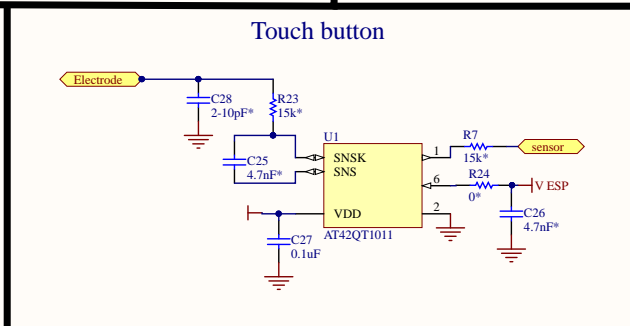 Touch button
Electrode
C28
2-10pF*
R23
15k*
C25
4.7nF*
U1
SNSK
SNS
VDD
AT42QT1011
1
6
2
R7
15k*
sensor
R24
0*
V ESP
C26
4.7nF*
C27
0.1uF